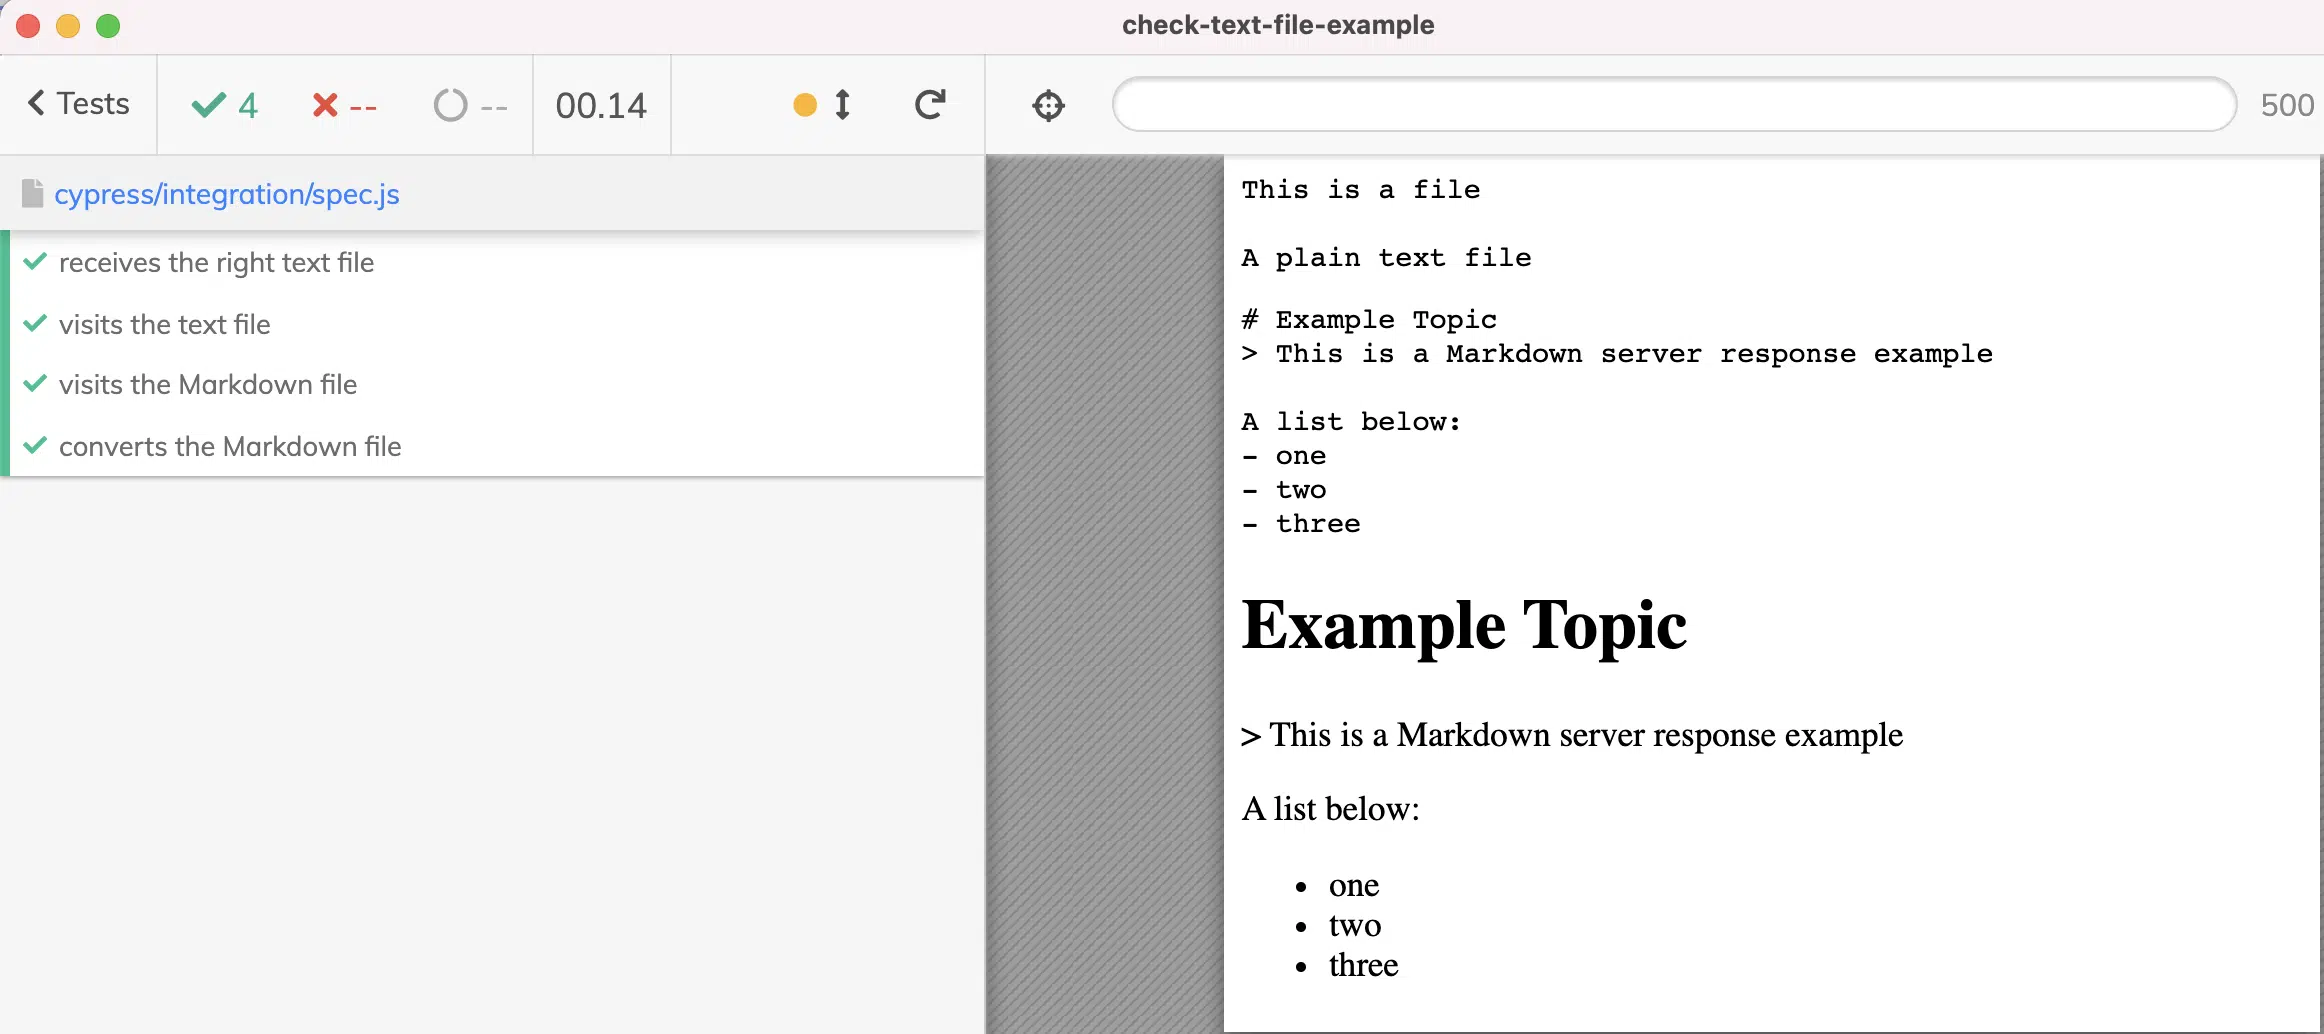 check-text-file-example
Tests 4 -- -- 00.14 500
cypress/integration/spec.js
receives the right text file
visits the text file
visits the Markdown file
converts the Markdown file
This is a file
A plain text file
# Example Topic
> This is a Markdown server response example
A list below:
- one
- two
- three
Example Topic
> This is a Markdown server response example
A list below:
• one
• two
• three